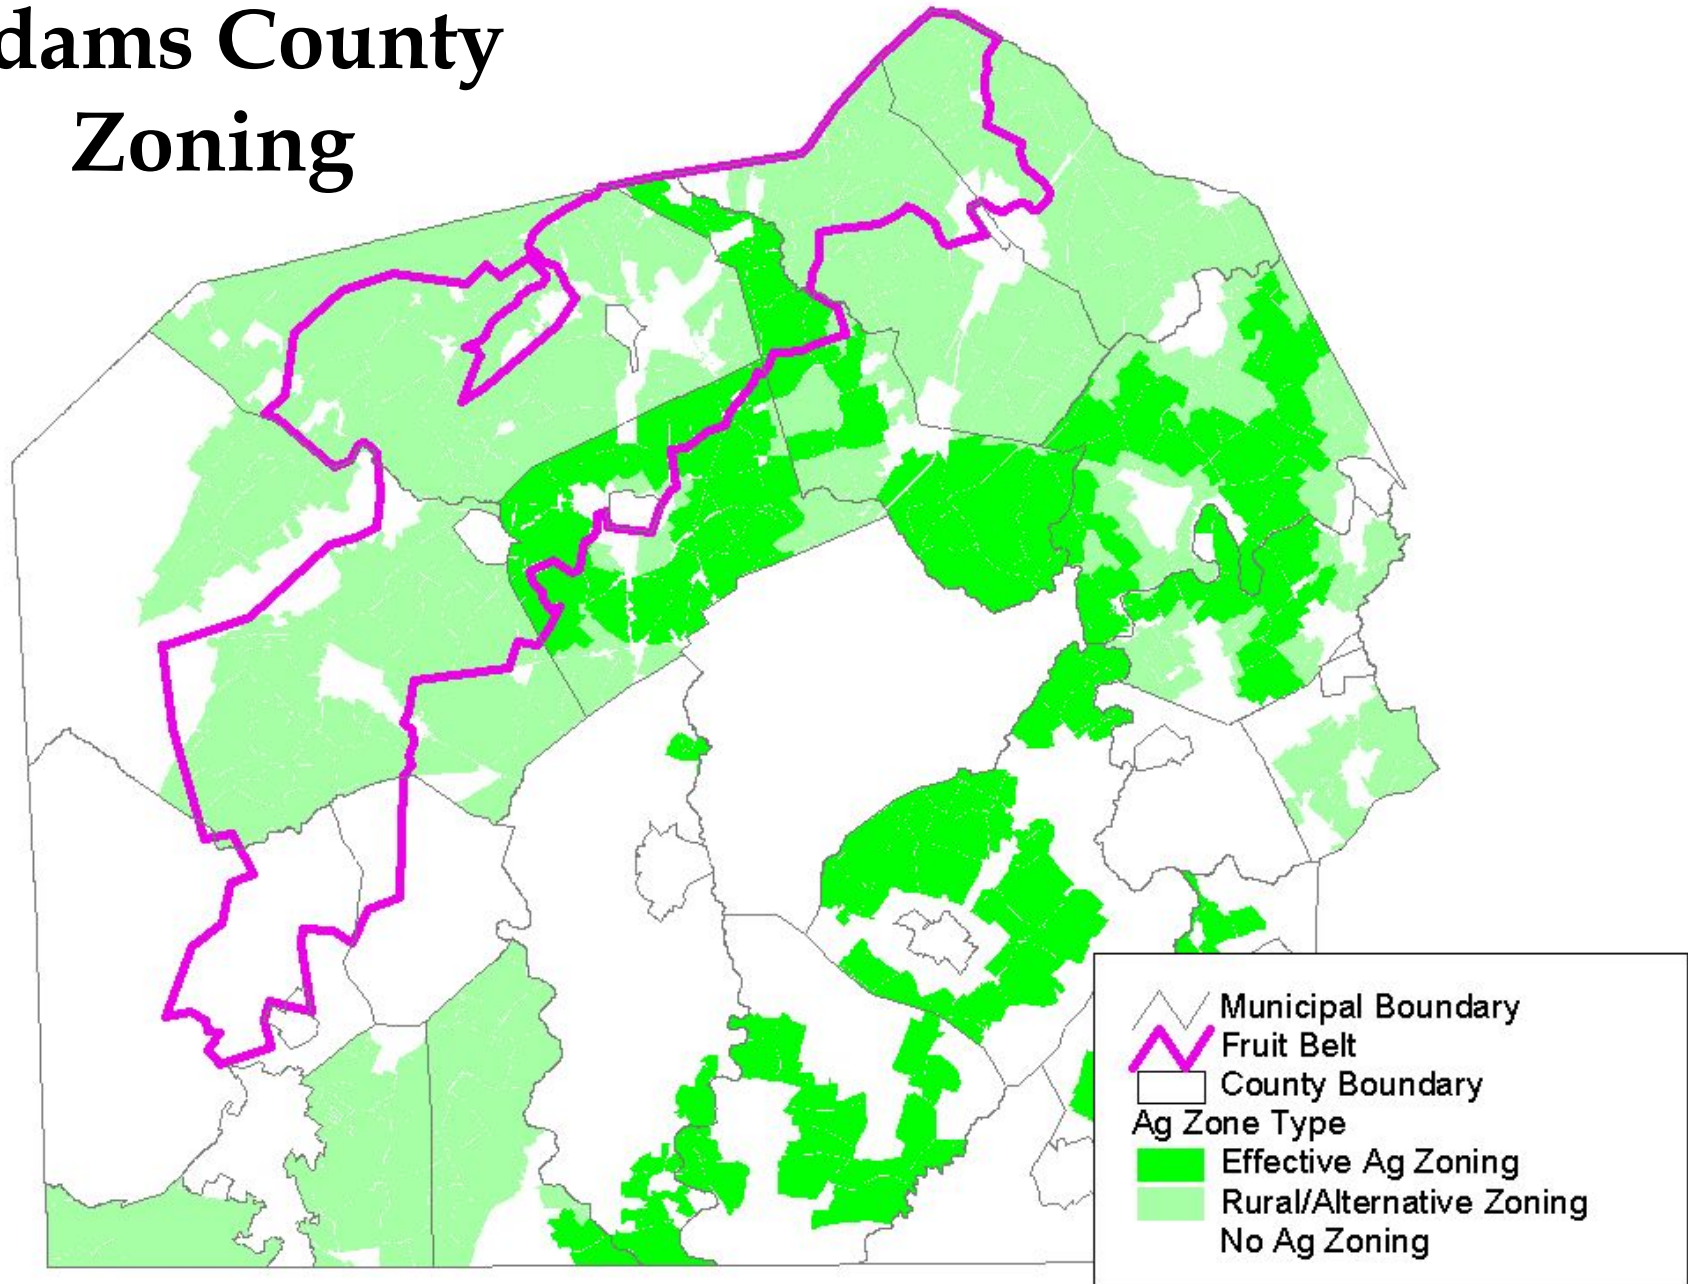 dams County
Zoning
Municipal Boundary
Fruit Belt
County Boundary
Ag Zone Type
Effective Ag Zoning
Rural/Alternative Zoning
No Ag Zoning